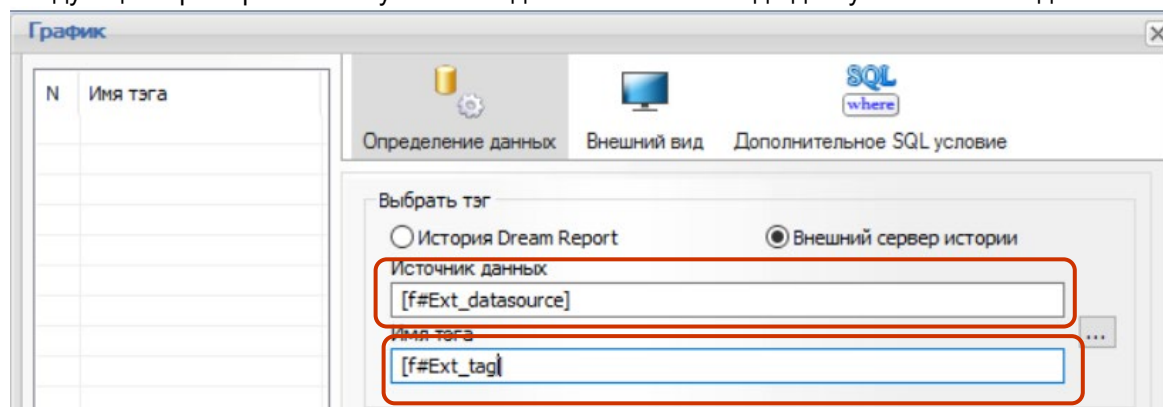 График
N Имя тэга
SQL
where
Определение данных Внешний вид Дополнительное SQL условие
Выбрать тэг
История Dream Report Внешний сервер истории
Источник данных
[f#Ext_datasource]
Имя тэга
...
[f#Ext_tag